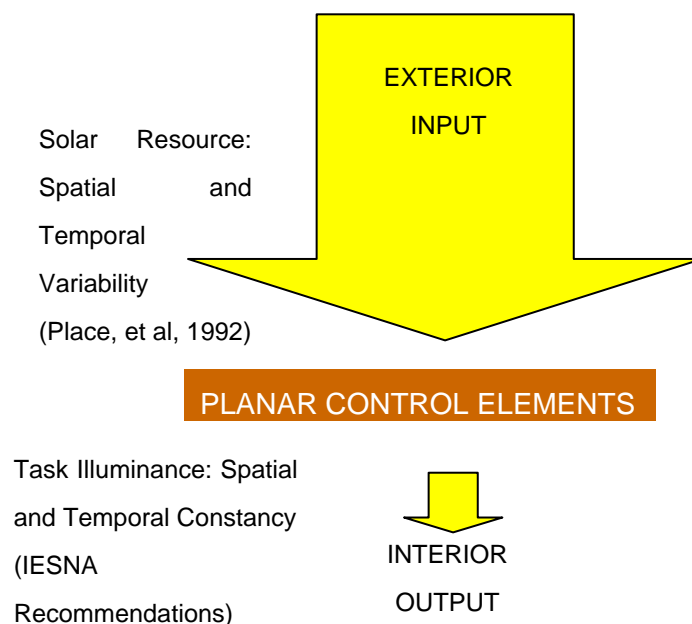 EXTERIOR
INPUT
Solar Resource:
Spatial and
Temporal
Variability
(Place, et al, 1992)
PLANAR CONTROL ELEMENTS
Task Illuminance: Spatial
and Temporal Constancy
(IESNA
Recommendations)
INTERIOR
OUTPUT